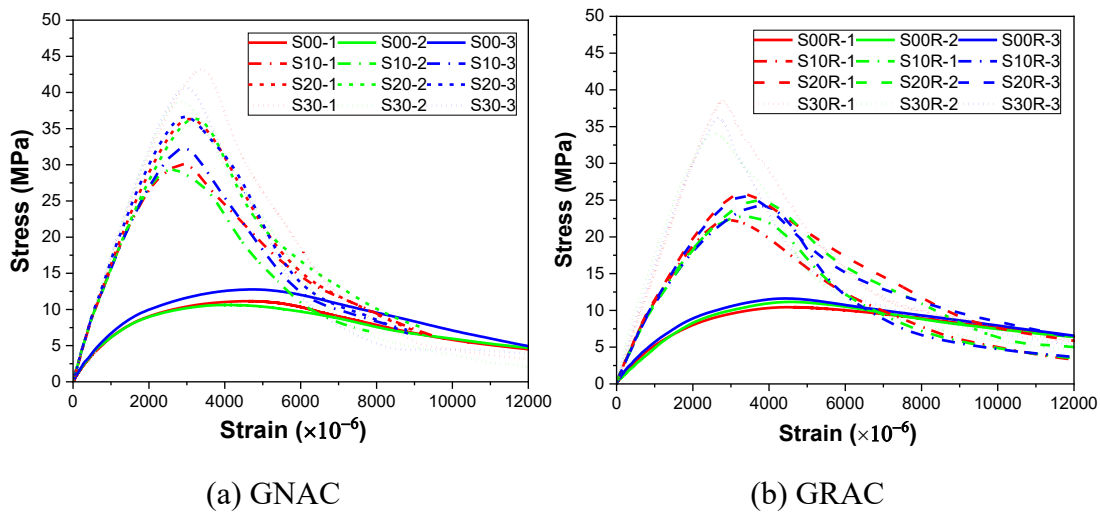 50
45
40
35
30
25
20
15
10
5
0
Stress (MPa)
S00-1 S00-2 S00-3
S10-1 S10-2 S10-3
S20-1 S20-2 S20-3
S30-1 S30-2 S30-3
0 2000 4000 6000 8000 10000 12000
Strain (×10⁻⁶)
(a) GNAC
50
45
40
35
30
25
20
15
10
5
0
Stress (MPa)
S00R-1 S00R-2 S00R-3
S10R-1 S10R-1 S10R-3
S20R-1 S20R-2 S20R-3
S30R-1 S30R-2 S30R-3
0 2000 4000 6000 8000 10000 12000
Strain (×10⁻⁶)
(b) GRAC